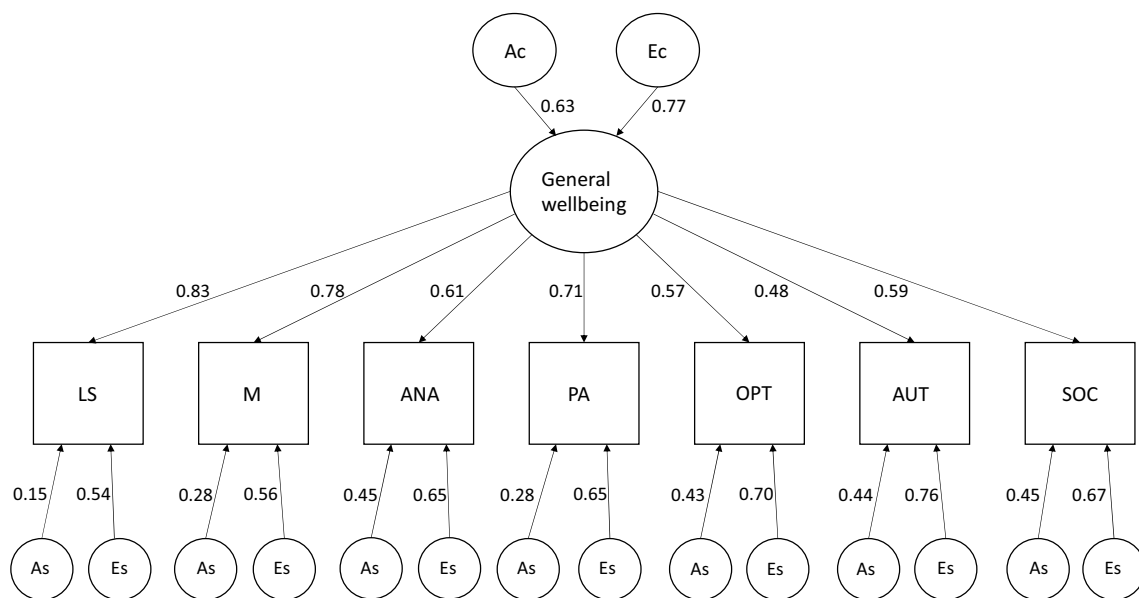 Ac Ec
0.63 0.77
General
wellbeing
0.83 0.78 0.61 0.71 0.57 0.48 0.59
LS M ANA PA OPT AUT SOC
0.15 0.54 0.28 0.56 0.45 0.65 0.28 0.65 0.43 0.70 0.44 0.76 0.45 0.67
As Es As Es As Es As Es As Es As Es As Es